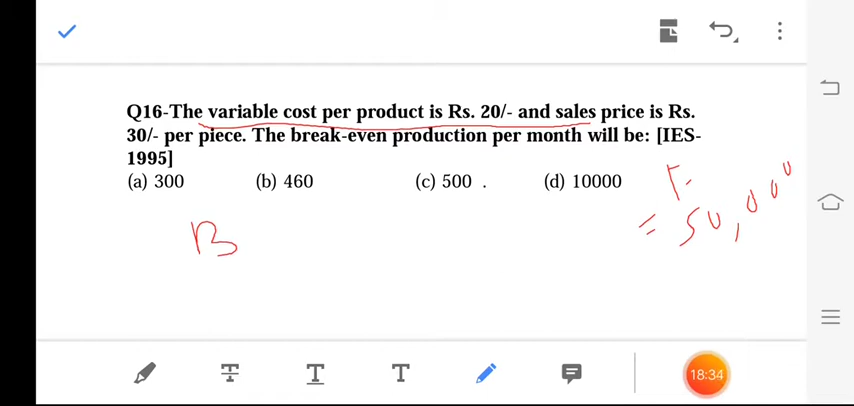 Q16-The variable cost per product is Rs. 20/- and sales price is Rs.
30/- per piece. The break-even production per month will be: [IES-
1995]
(a) 300 (b) 460 (c) 500 . (d) 10000
F.
= 50,000
B
T T T
18:34